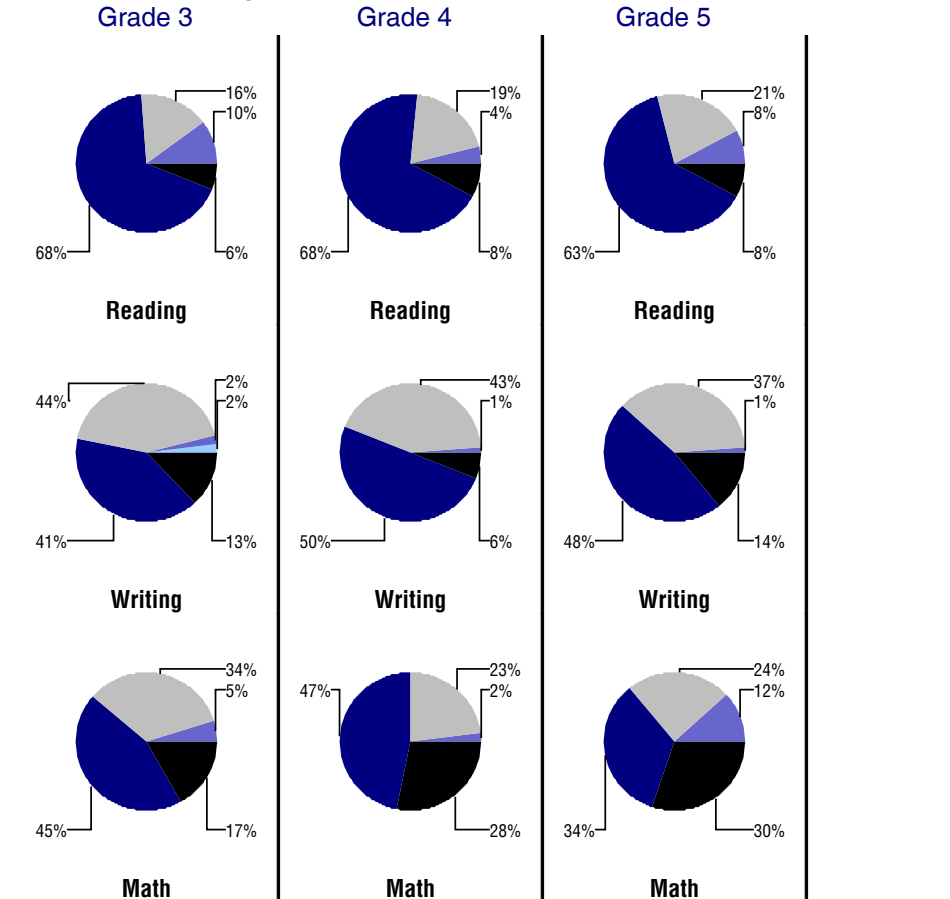 Grade 3 Grade 4 Grade 5
16% 19% 21%
10% 4% 8%
68% 6% 68% 8% 63% 8%
Reading Reading Reading
2% 43% 37%
44% 2% 1% 1%
41% 13% 50% 6% 48% 14%
Writing Writing Writing
34% 23% 24%
5% 47% 2% 12%
45% 17% 28% 34% 30%
Math Math Math